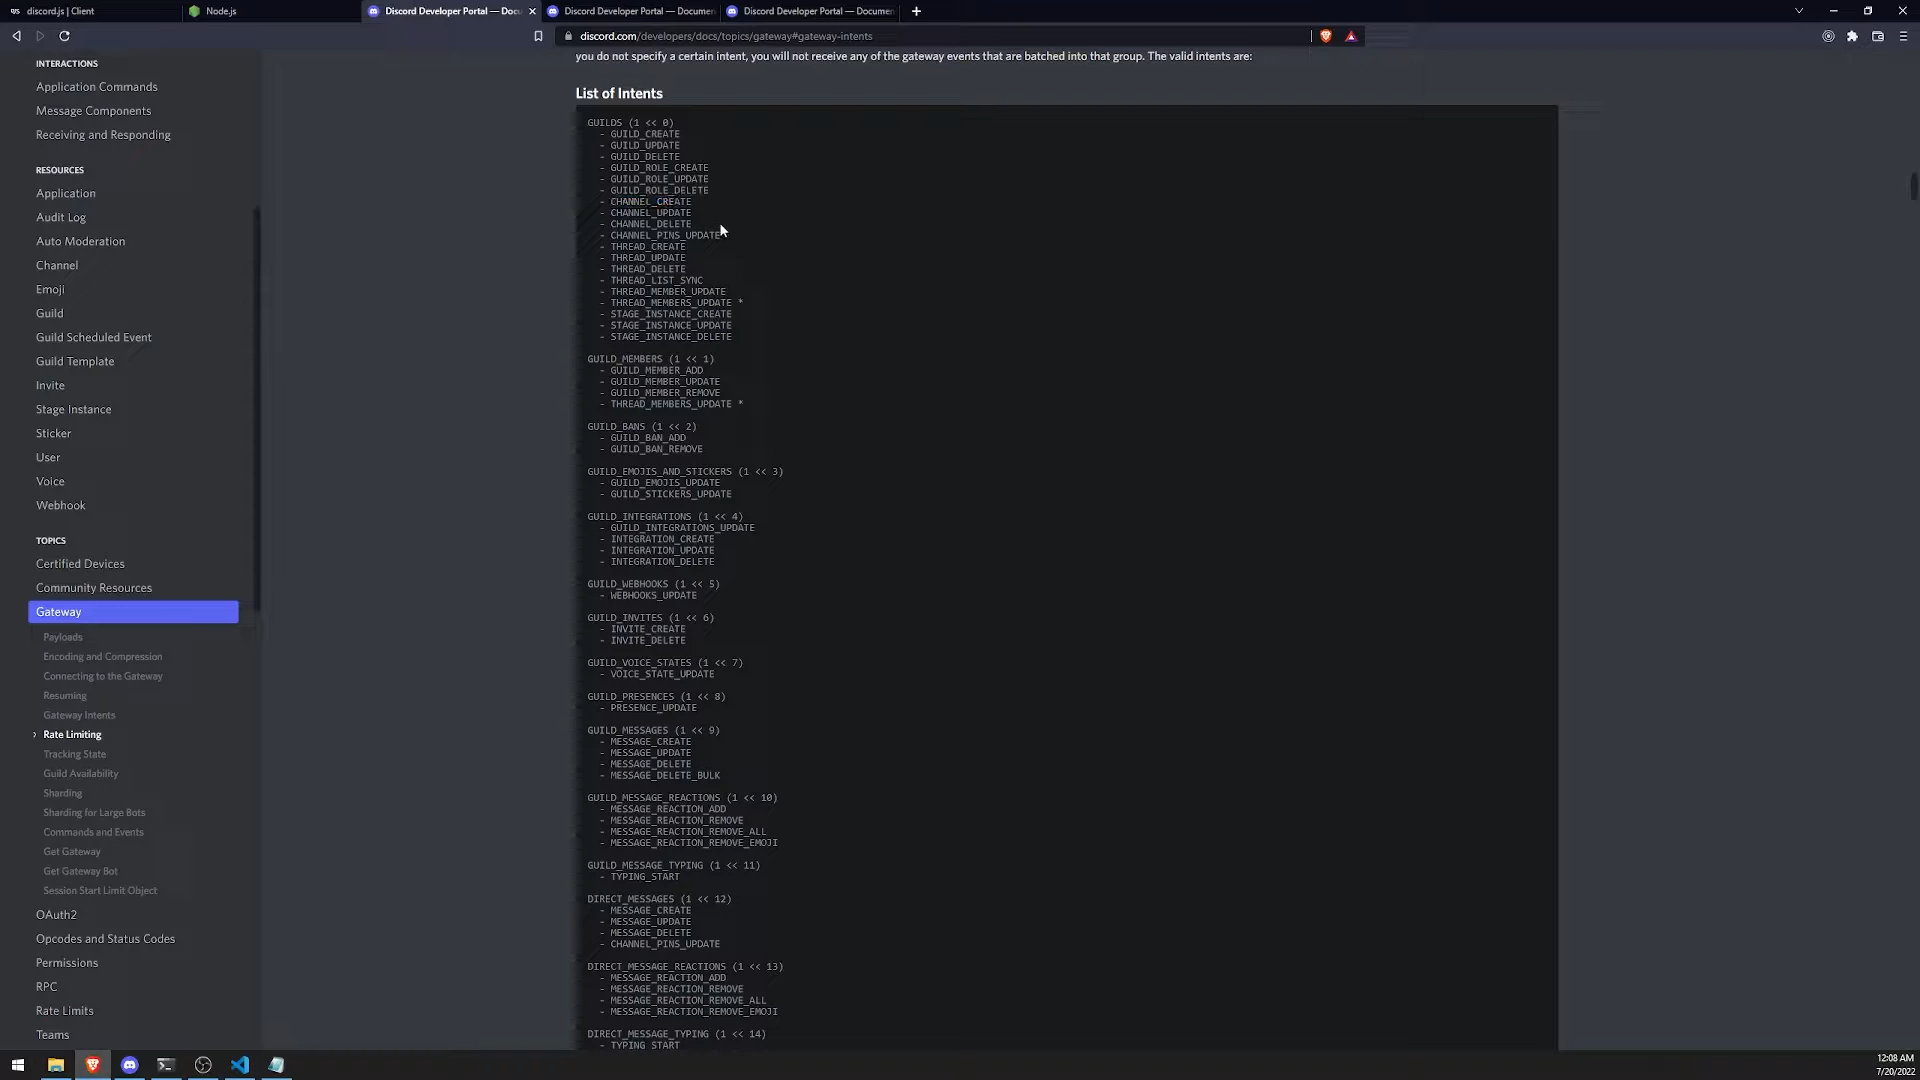 discord.js | Client
Node.js
Discord Developer Portal — Docu
Discord Developer Portal — Documen
Discord Developer Portal — Documen
discord.com/developers/docs/topics/gateway#gateway-intents
INTERACTIONS
Application Commands
Message Components
Receiving and Responding
RESOURCES
Application
Audit Log
Auto Moderation
Channel
Emoji
Guild
Guild Scheduled Event
Guild Template
Invite
Stage Instance
Sticker
User
Voice
Webhook
TOPICS
Certified Devices
Community Resources
Gateway
Payloads
Encoding and Compression
Connecting to the Gateway
Resuming
Gateway Intents
Rate Limiting
Tracking State
Guild Availability
Sharding
Sharding for Large Bots
Commands and Events
Get Gateway
Get Gateway Bot
Session Start Limit Object
OAuth2
Opcodes and Status Codes
Permissions
RPC
Rate Limits
Teams
you do not specify a certain intent, you will not receive any of the gateway events that are batched into that group. The valid intents are:
List of Intents
GUILDS (1 << 0)
- GUILD_CREATE
- GUILD_UPDATE
- GUILD_DELETE
- GUILD_ROLE_CREATE
- GUILD_ROLE_UPDATE
- GUILD_ROLE_DELETE
- CHANNEL_CREATE
- CHANNEL_UPDATE
- CHANNEL_DELETE
- CHANNEL_PINS_UPDATE
- THREAD_CREATE
- THREAD_UPDATE
- THREAD_DELETE
- THREAD_LIST_SYNC
- THREAD_MEMBER_UPDATE
- THREAD_MEMBERS_UPDATE *
- STAGE_INSTANCE_CREATE
- STAGE_INSTANCE_UPDATE
- STAGE_INSTANCE_DELETE
GUILD_MEMBERS (1 << 1)
- GUILD_MEMBER_ADD
- GUILD_MEMBER_UPDATE
- GUILD_MEMBER_REMOVE
- THREAD_MEMBERS_UPDATE *
GUILD_BANS (1 << 2)
- GUILD_BAN_ADD
- GUILD_BAN_REMOVE
GUILD_EMOJIS_AND_STICKERS (1 << 3)
- GUILD_EMOJIS_UPDATE
- GUILD_STICKERS_UPDATE
GUILD_INTEGRATIONS (1 << 4)
- GUILD_INTEGRATIONS_UPDATE
- INTEGRATION_CREATE
- INTEGRATION_UPDATE
- INTEGRATION_DELETE
GUILD_WEBHOOKS (1 << 5)
- WEBHOOKS_UPDATE
GUILD_INVITES (1 << 6)
- INVITE_CREATE
- INVITE_DELETE
GUILD_VOICE_STATES (1 << 7)
- VOICE_STATE_UPDATE
GUILD_PRESENCES (1 << 8)
- PRESENCE_UPDATE
GUILD_MESSAGES (1 << 9)
- MESSAGE_CREATE
- MESSAGE_UPDATE
- MESSAGE_DELETE
- MESSAGE_DELETE_BULK
GUILD_MESSAGE_REACTIONS (1 << 10)
- MESSAGE_REACTION_ADD
- MESSAGE_REACTION_REMOVE
- MESSAGE_REACTION_REMOVE_ALL
- MESSAGE_REACTION_REMOVE_EMOJI
GUILD_MESSAGE_TYPING (1 << 11)
- TYPING_START
DIRECT_MESSAGES (1 << 12)
- MESSAGE_CREATE
- MESSAGE_UPDATE
- MESSAGE_DELETE
- CHANNEL_PINS_UPDATE
DIRECT_MESSAGE_REACTIONS (1 << 13)
- MESSAGE_REACTION_ADD
- MESSAGE_REACTION_REMOVE
- MESSAGE_REACTION_REMOVE_ALL
- MESSAGE_REACTION_REMOVE_EMOJI
DIRECT_MESSAGE_TYPING (1 << 14)
- TYPING_START
12:08 AM
7/20/2022